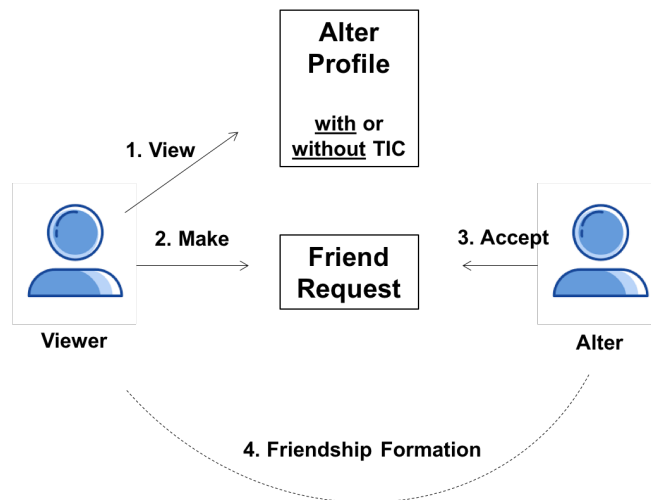 Alter
Profile
with or
without TIC
1. View
2. Make
Friend
Request
3. Accept
Viewer
Alter
4. Friendship Formation